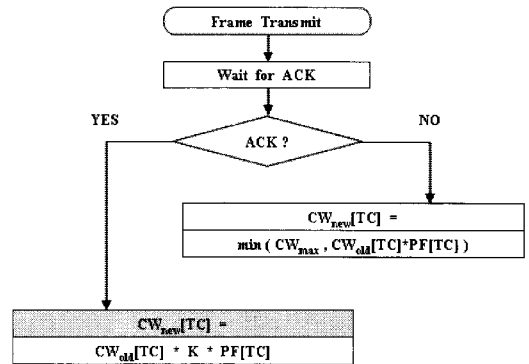 Frame Transmit
Wait for ACK
YES
NO
ACK ?
CWnew[TC] =
min ( CWmax , CWold[TC]*PF[TC] )
CWnew[TC] =
CWold[TC] * K * PF[TC]